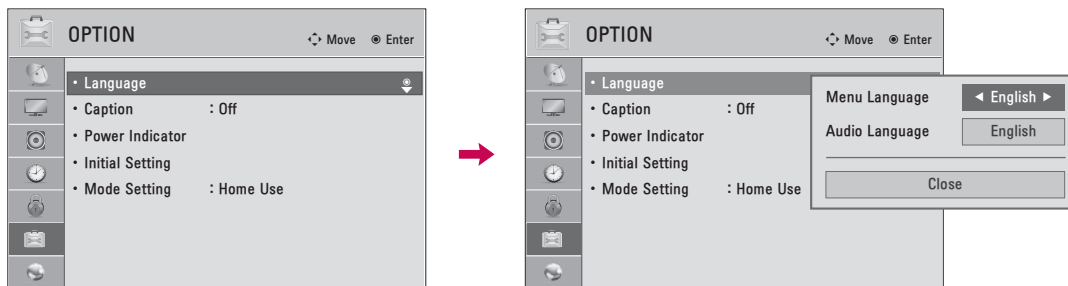 OPTION
Move Enter
• Language
• Caption : Off
• Power Indicator
• Initial Setting
• Mode Setting : Home Use
OPTION
Move Enter
• Language
• Caption : Off
• Power Indicator
• Initial Setting
• Mode Setting : Home Use
Menu Language ◄ English ►
Audio Language English
Close